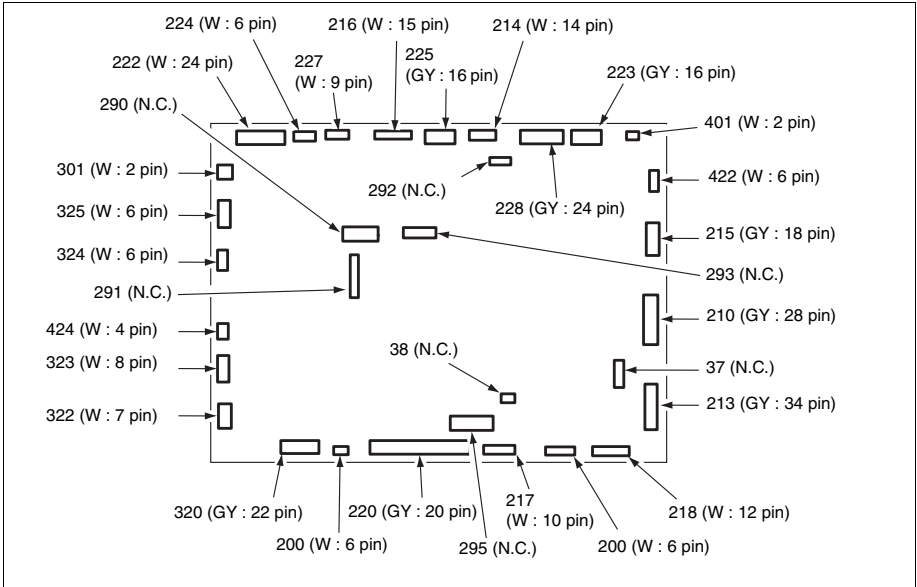 224 (W : 6 pin)
216 (W : 15 pin)
214 (W : 14 pin)
222 (W : 24 pin)
227
(W : 9 pin)
225
(GY : 16 pin)
223 (GY : 16 pin)
290 (N.C.)
401 (W : 2 pin)
301 (W : 2 pin)
292 (N.C.)
422 (W : 6 pin)
325 (W : 6 pin)
228 (GY : 24 pin)
215 (GY : 18 pin)
324 (W : 6 pin)
293 (N.C.)
291 (N.C.)
210 (GY : 28 pin)
424 (W : 4 pin)
38 (N.C.)
323 (W : 8 pin)
37 (N.C.)
322 (W : 7 pin)
213 (GY : 34 pin)
320 (GY : 22 pin)
220 (GY : 20 pin)
217
(W : 10 pin)
218 (W : 12 pin)
200 (W : 6 pin)
295 (N.C.)
200 (W : 6 pin)